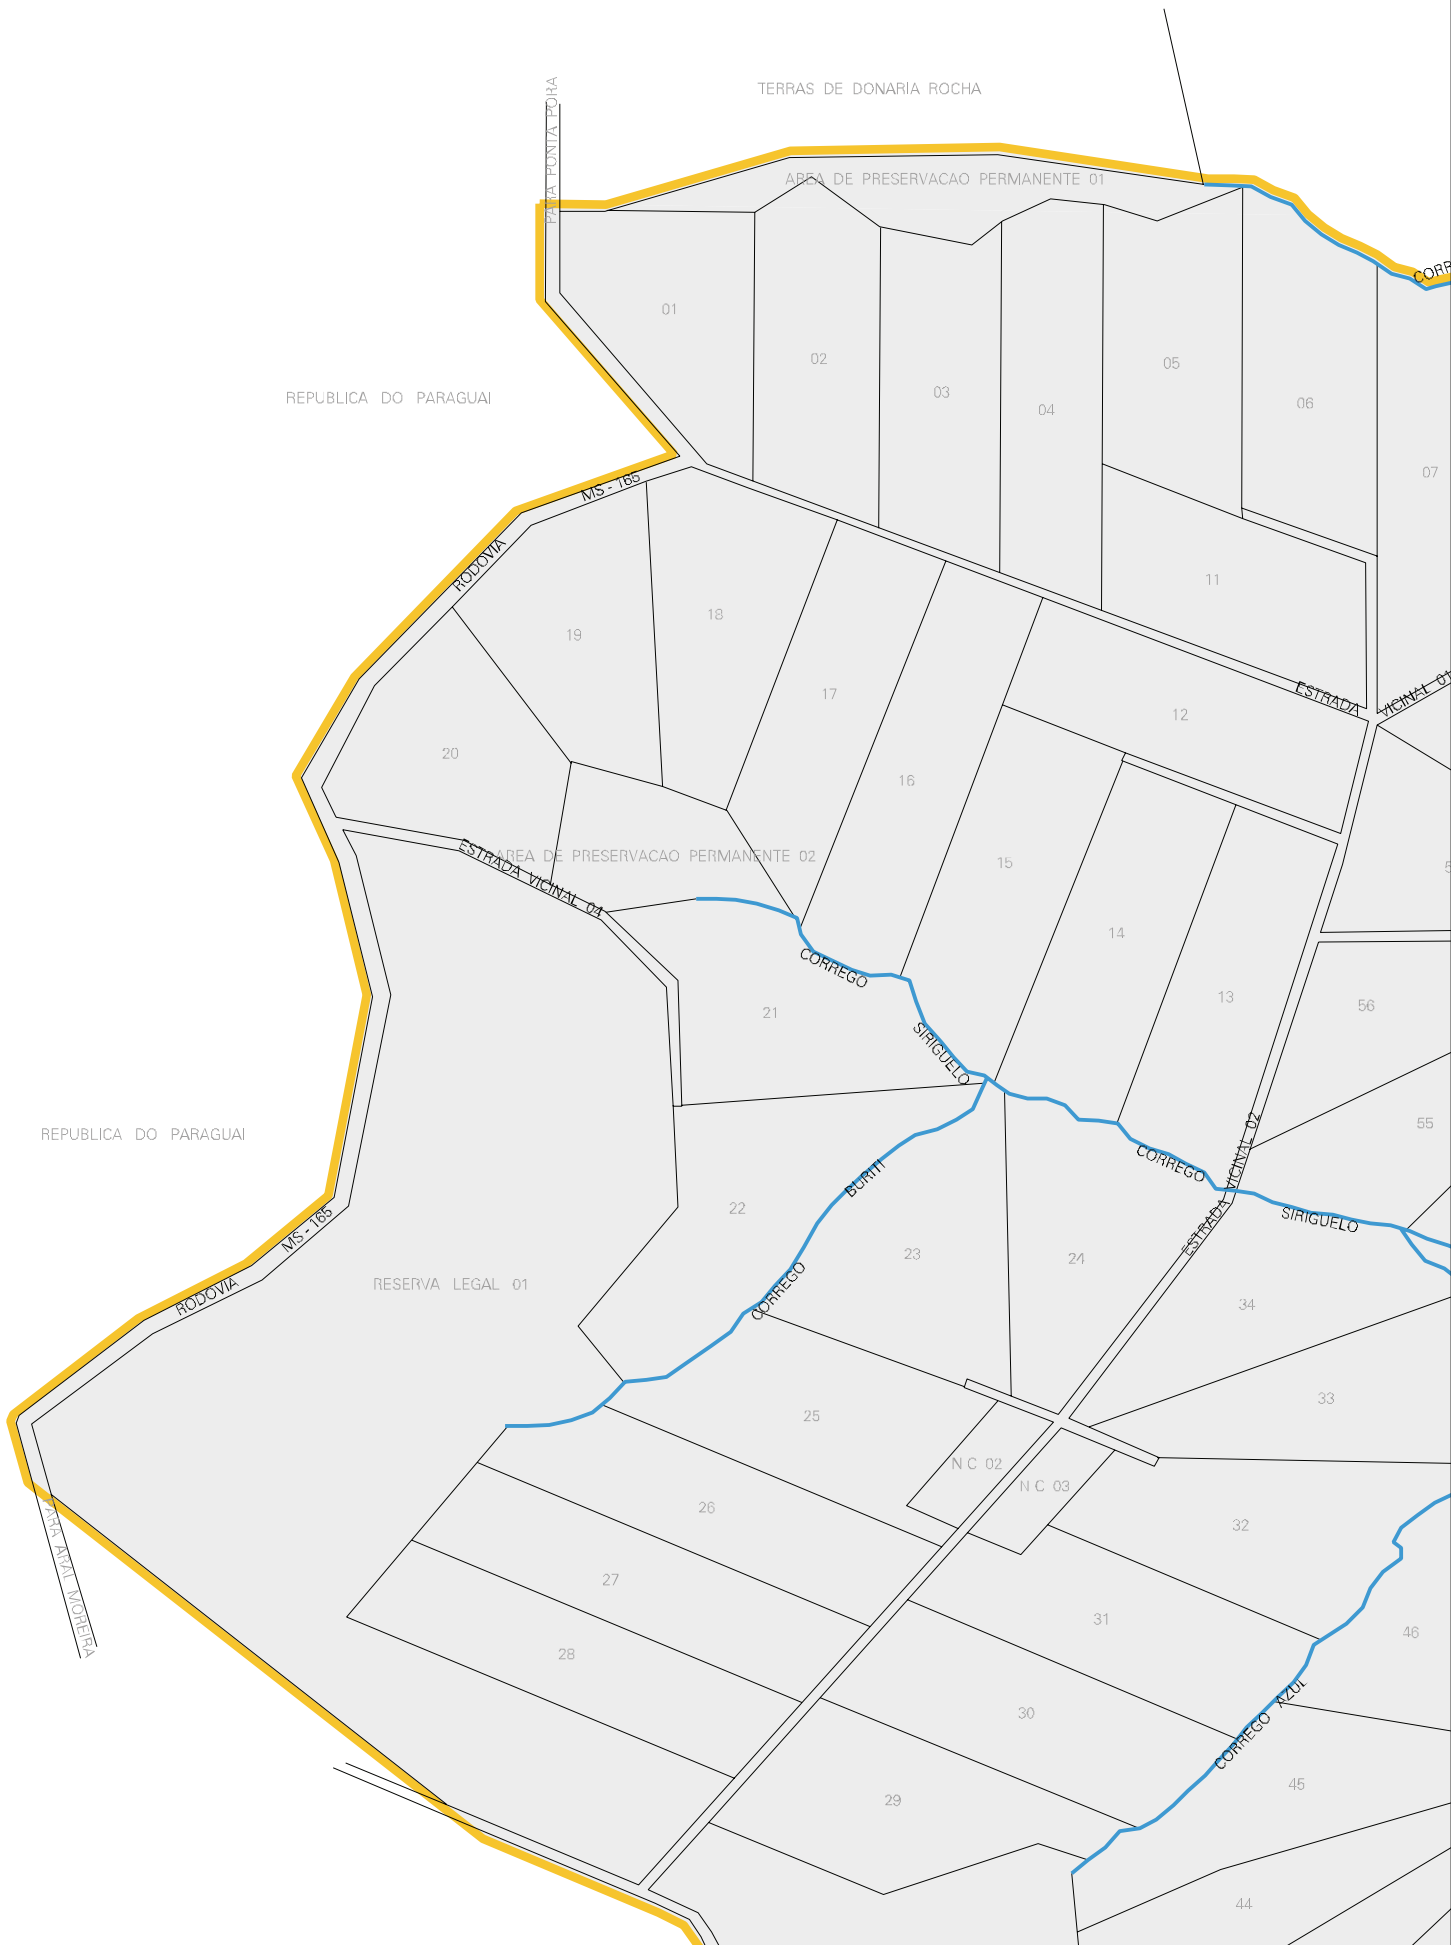 TERRAS DE DONARIA ROCHA
PARA PONTA PORA
AREA DE PRESERVACAO PERMANENTE 01
CORR
01
02
03
04
05
06
07
REPUBLICA DO PARAGUAI
RODOVIA MS - 165
11
12
ESTRADA VICINAL 01
20
19
18
17
16
15
14
13
AREA DE PRESERVACAO PERMANENTE 02
ESTRADA VICINAL 04
CORREGO SIRIGUELO
21
56
55
5
REPUBLICA DO PARAGUAI
RODOVIA MS - 165
RESERVA LEGAL 01
22
CORREGO BURITI
23
24
CORREGO SIRIGUELO
ESTRADA VICINAL 02
34
33
25
N C 02
N C 03
26
27
28
32
31
30
29
46
CORREGO AZUL
45
44
PARA ARAL MOREIRA